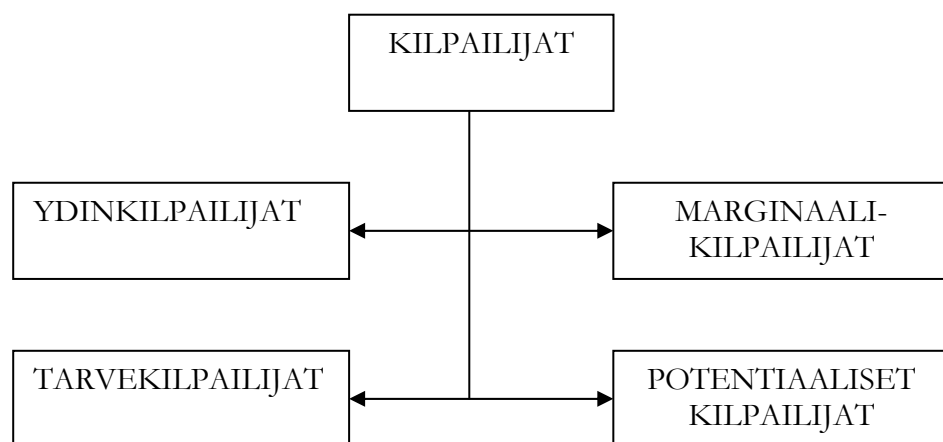 KILPAILIJAT
YDINKILPAILIJAT
MARGINAALI-
KILPAILIJAT
TARVEKILPAILIJAT
POTENTIAALISET
KILPAILIJAT